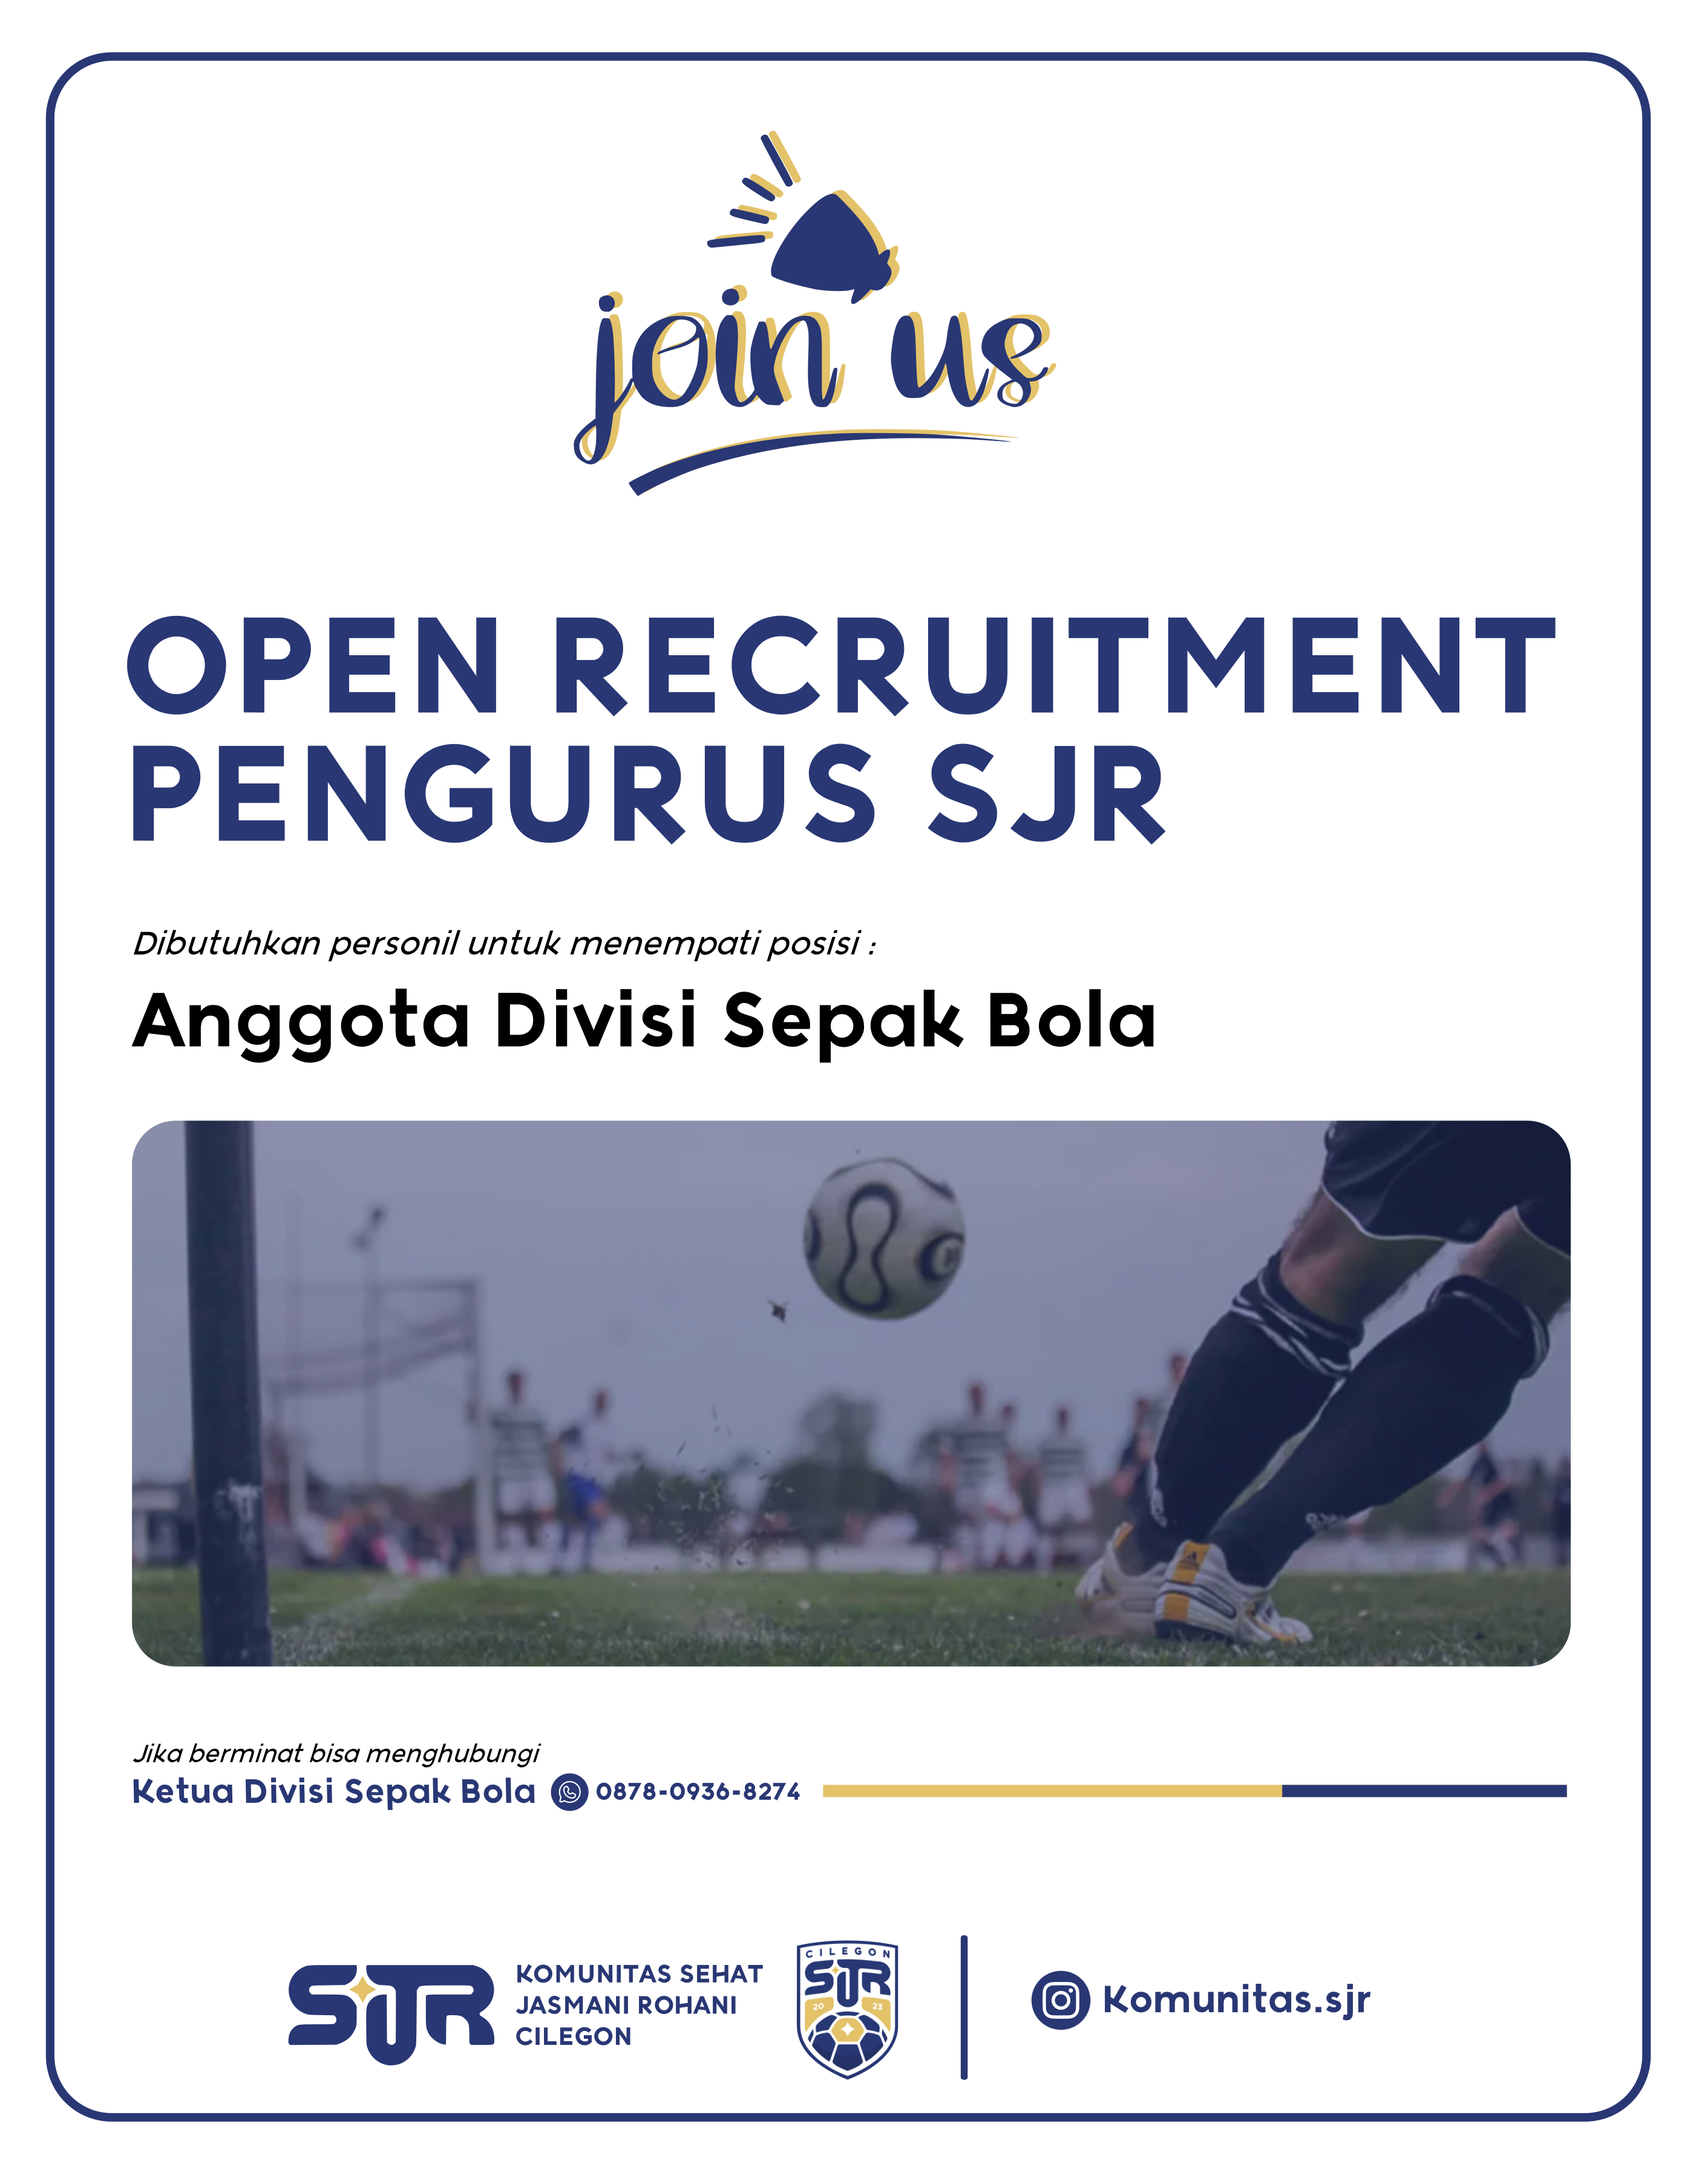 join us
OPEN RECRUITMENT
PENGURUS SJR
Dibutuhkan personil untuk menempati posisi :
Anggota Divisi Sepak Bola
Jika berminat bisa menghubungi
Ketua Divisi Sepak Bola 0878-0936-8274
SJR
KOMUNITAS SEHAT
JASMANI ROHANI
CILEGON
CILEGON
SJR
20 23
Komunitas.sjr